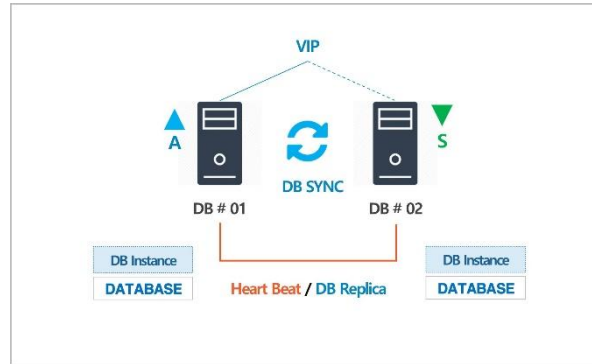 VIP
A
S
DB SYNC
DB # 01
DB # 02
DB Instance
DATABASE
Heart Beat / DB Replica
DB Instance
DATABASE